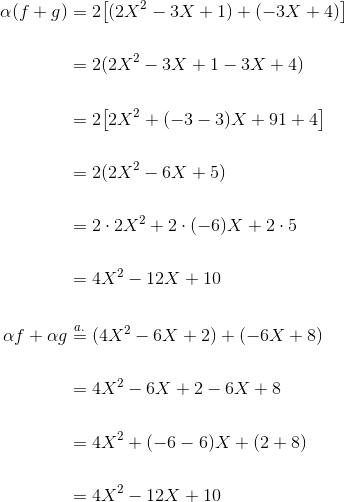 α(f + g) = 2[(2X² − 3X + 1) + (−3X + 4)]
= 2(2X² − 3X + 1 − 3X + 4)
= 2[2X² + (−3 − 3)X + 91 + 4]
= 2(2X² − 6X + 5)
= 2 · 2X² + 2 · (−6)X + 2 · 5
= 4X² − 12X + 10
αf + αg =ᵃ· (4X² − 6X + 2) + (−6X + 8)
= 4X² − 6X + 2 − 6X + 8
= 4X² + (−6 − 6)X + (2 + 8)
= 4X² − 12X + 10